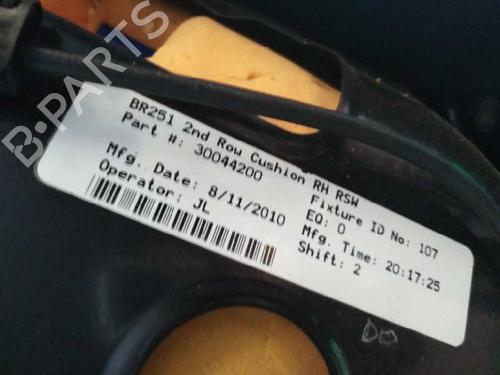 BR251 2nd Row Cushion RH RSW
Part #: 30044200
Fixture ID No: 107
EQ: 0
Mfg. Date: 8/11/2010
Mfg. Time: 20:17:25
Operator: JL
Shift: 2
DO
B-PARTS